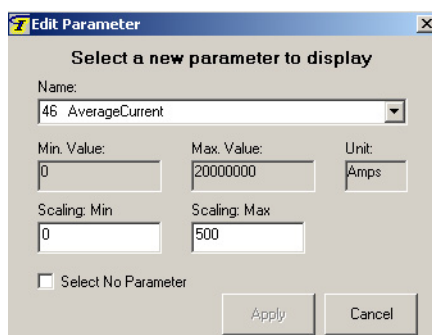 Edit Parameter
Select a new parameter to display
Name:
46 AverageCurrent
Min. Value: Max. Value: Unit:
0 20000000 Amps
Scaling: Min Scaling: Max
0 500
Select No Parameter
Apply Cancel